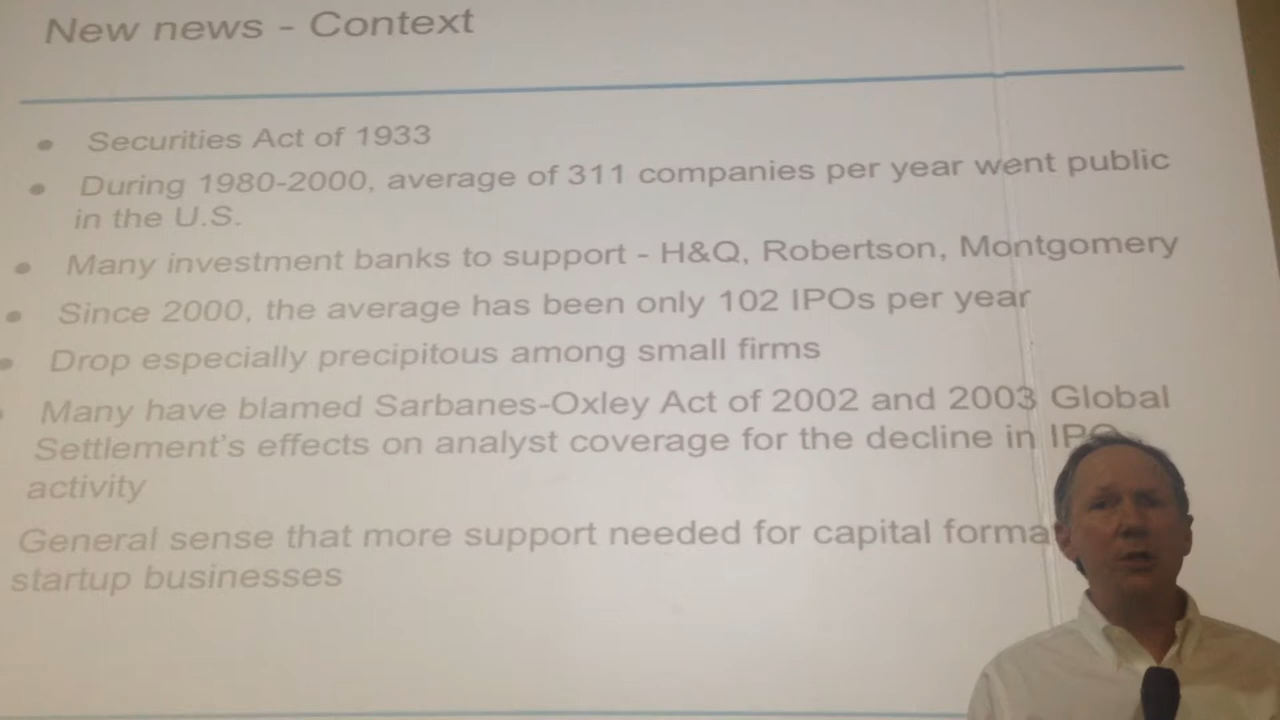 New news - Context
Securities Act of 1933
During 1980-2000, average of 311 companies per year went public
in the U.S.
Many investment banks to support - H&Q, Robertson, Montgomery
Since 2000, the average has been only 102 IPOs per year
Drop especially precipitous among small firms
Many have blamed Sarbanes-Oxley Act of 2002 and 2003 Global
Settlement's effects on analyst coverage for the decline in IPO
activity
General sense that more support needed for capital forma
startup businesses